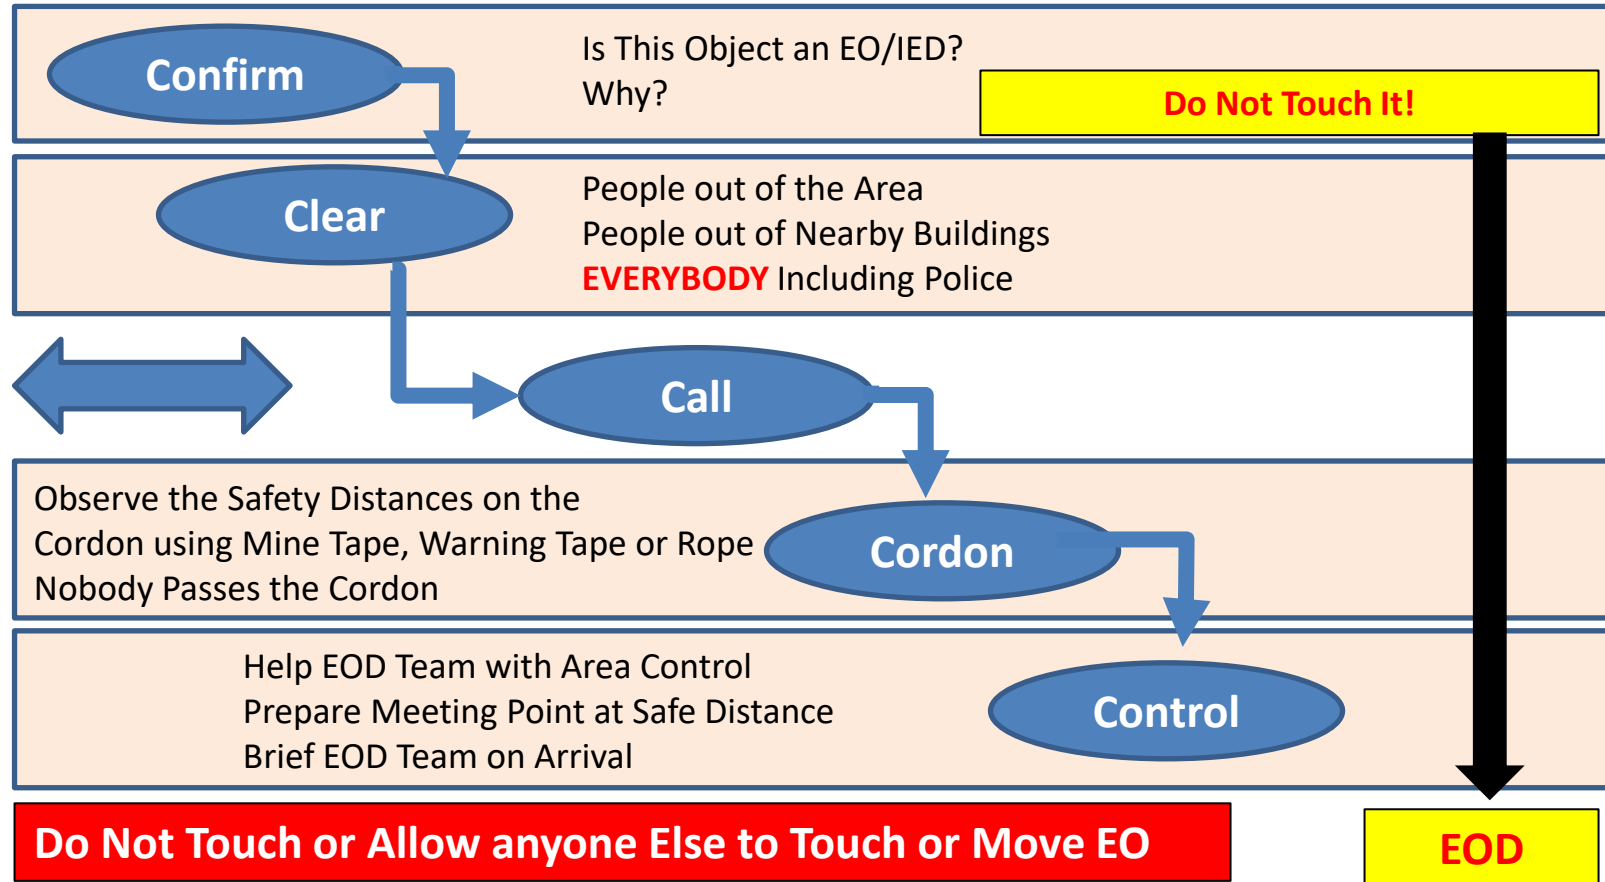 Confirm
Is This Object an EO/IED?
Why?
Do Not Touch It!
Clear
People out of the Area
People out of Nearby Buildings
EVERYBODY Including Police
Call
Observe the Safety Distances on the
Cordon using Mine Tape, Warning Tape or Rope
Nobody Passes the Cordon
Cordon
Help EOD Team with Area Control
Prepare Meeting Point at Safe Distance
Brief EOD Team on Arrival
Control
Do Not Touch or Allow anyone Else to Touch or Move EO
EOD